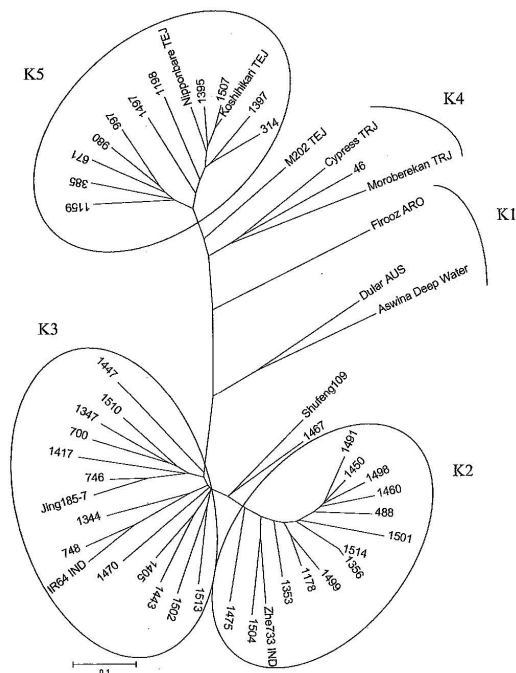 K5
1198
Nipponbare TEJ
1395
1507
Koshihikari TEJ
1397
314
1497
997
980
671
385
1159
M202 TEJ
K4
Cypress TRJ
46
Moroberekan TRJ
K1
Firooz ARO
Dular AUS
Aswina Deep Water
K3
1447
1510
1347
700
1417
746
Jing185-7
1344
748
IR64 IND
1470
1405
1443
1502
1513
Shufeng109
1467
K2
1491
1450
1498
1460
488
1501
1514
1356
1499
1178
1353
Zhe733 IND
1504
1475
0.1